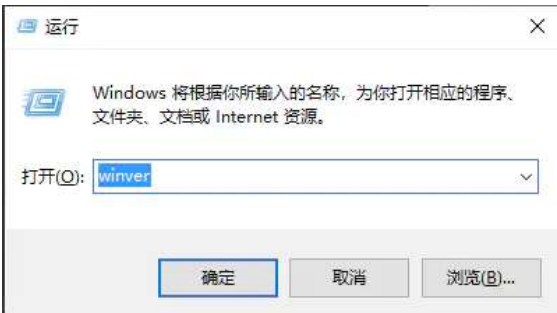 运行
Windows 将根据你所输入的名称，为你打开相应的程序、
文件夹、文档或 Internet 资源。
打开(O): winver
确定 取消 浏览(B)...